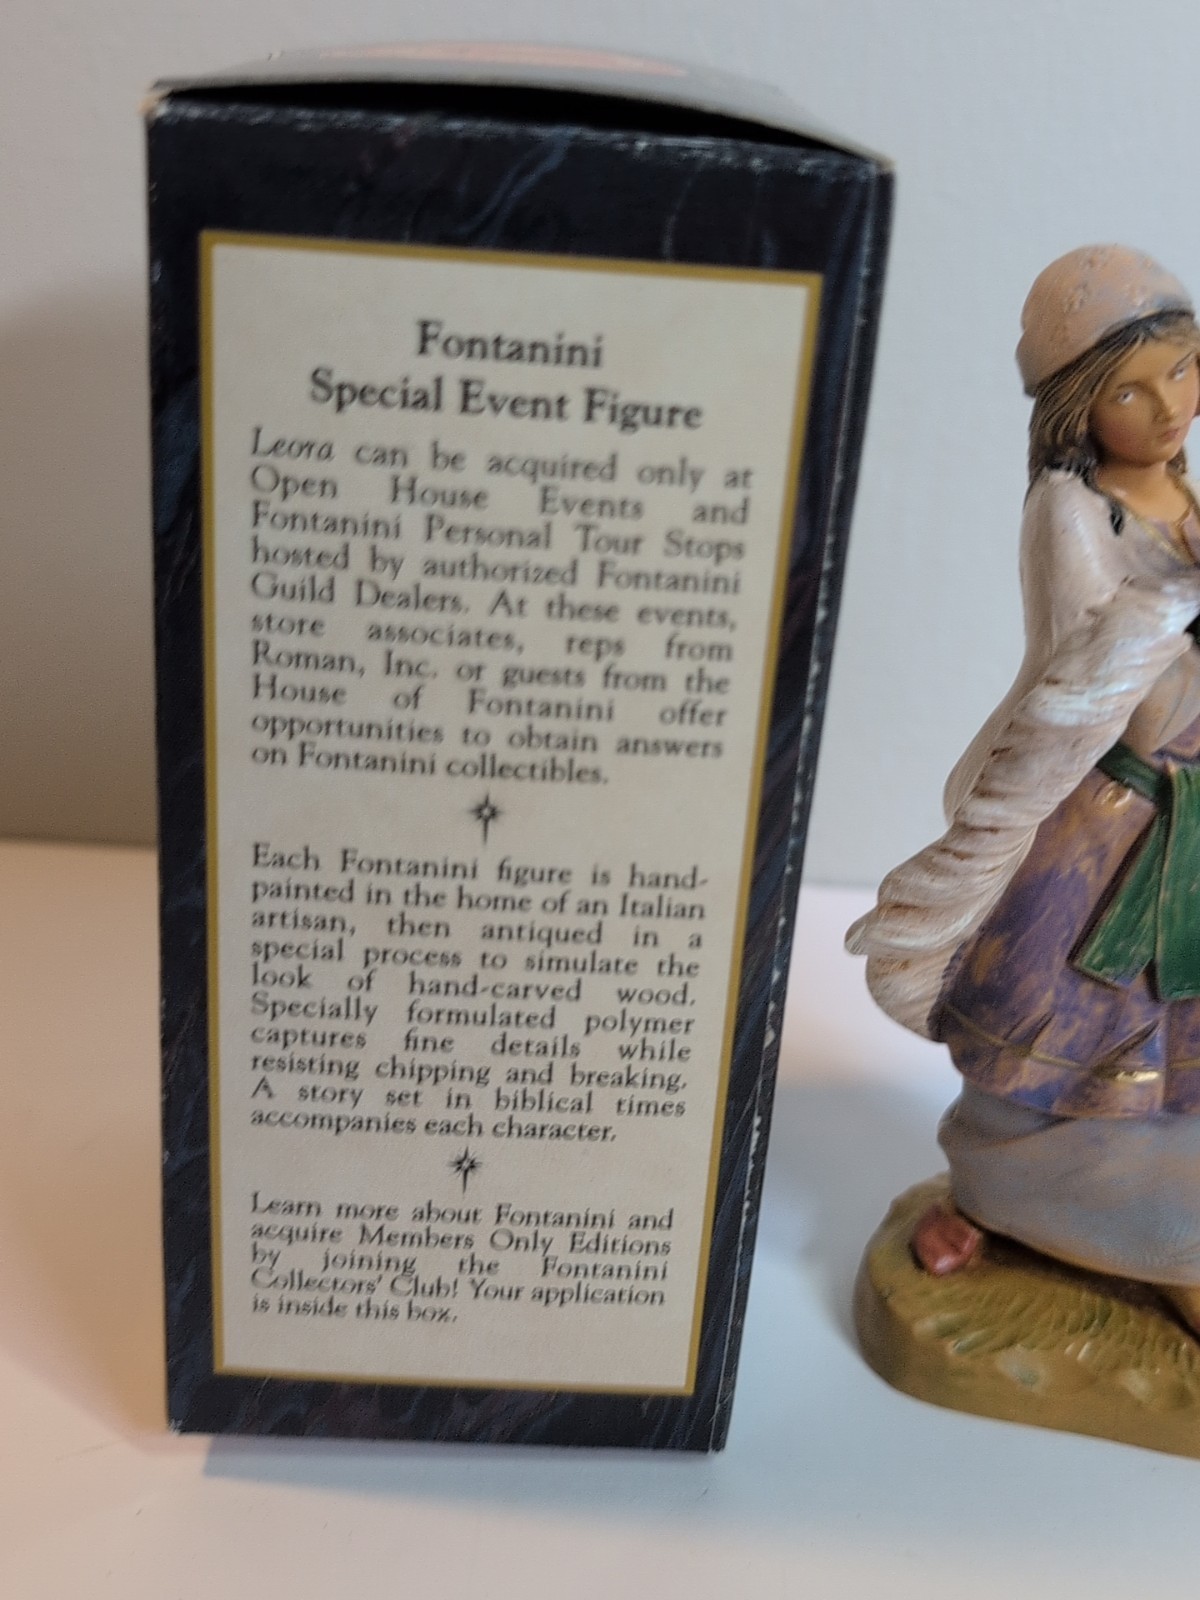 Fontanini
Special Event Figure
Leora can be acquired only at
Open House Events and
Fontanini Personal Tour Stops
hosted by authorized Fontanini
Guild Dealers. At these events,
store associates, reps from
Roman, Inc. or guests from the
House of Fontanini offer
opportunities to obtain answers
on Fontanini collectibles.
Each Fontanini figure is hand-
painted in the home of an Italian
artisan, then antiqued in a
special process to simulate the
look of hand-carved wood.
Specially formulated polymer
captures fine details while
resisting chipping and breaking.
A story set in biblical times
accompanies each character.
Learn more about Fontanini and
acquire Members Only Editions
by joining the Fontanini
Collectors' Club! Your application
is inside this box.